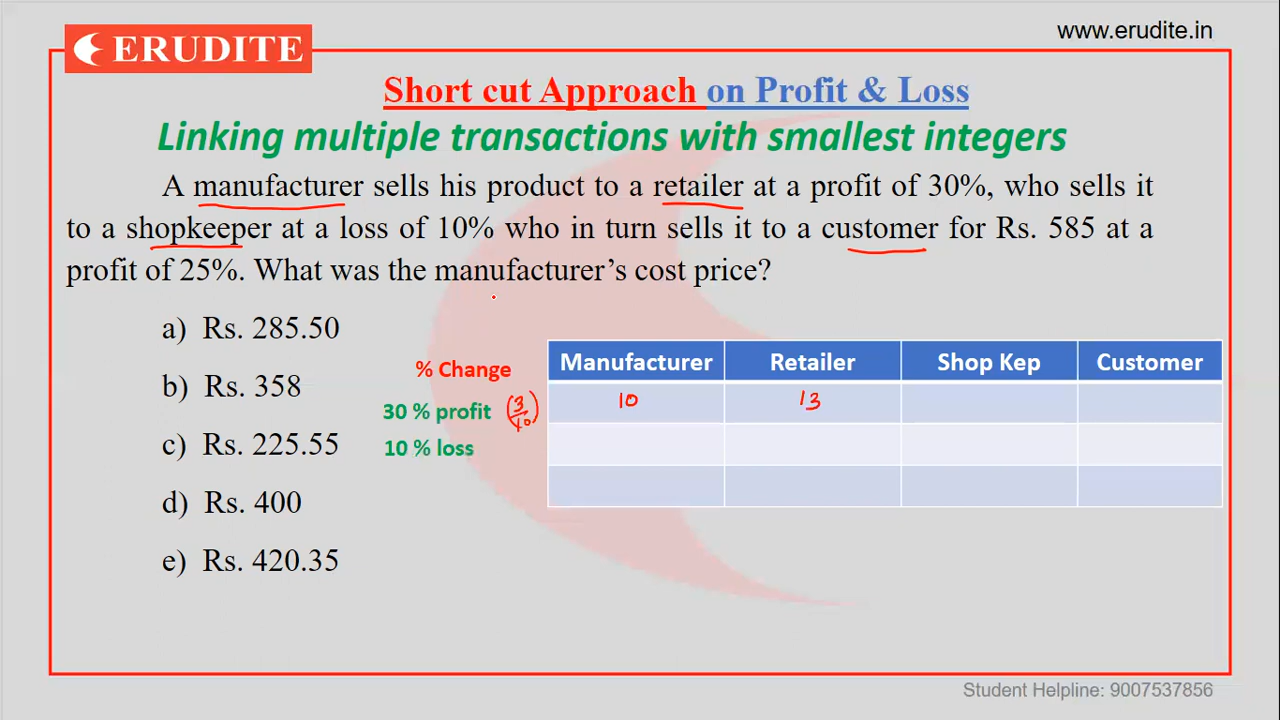 www.erudite.in
ERUDITE
Short cut Approach on Profit & Loss
Linking multiple transactions with smallest integers
A manufacturer sells his product to a retailer at a profit of 30%, who sells it
to a shopkeeper at a loss of 10% who in turn sells it to a customer for Rs. 585 at a
profit of 25%. What was the manufacturer’s cost price?
a) Rs. 285.50
b) Rs. 358
c) Rs. 225.55
d) Rs. 400
e) Rs. 420.35
% Change
Manufacturer Retailer Shop Kep Customer
30 % profit (3/10) 10 13
10 % loss
Student Helpline: 9007537856